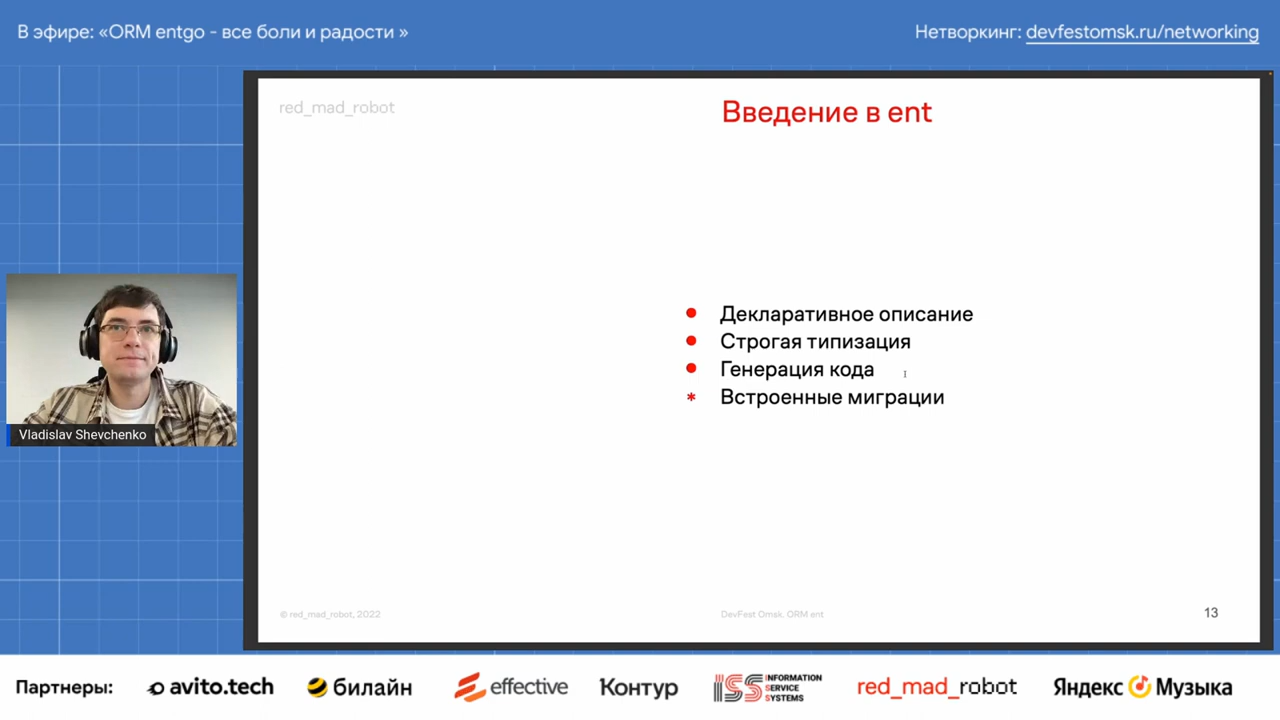 В эфире: «ORM entgo - все боли и радости »
Нетворкинг: devfestomsk.ru/networking
red_mad_robot
Введение в ent
Декларативное описание
Строгая типизация
Генерация кода
* Встроенные миграции
Vladislav Shevchenko
© red_mad_robot, 2022
DevFest Omsk. ORM ent
13
Партнеры:
avito.tech
билайн
effective
Контур
ISS INFORMATION
SERVICE
SYSTEMS
red_mad_robot
Яндекс Музыка